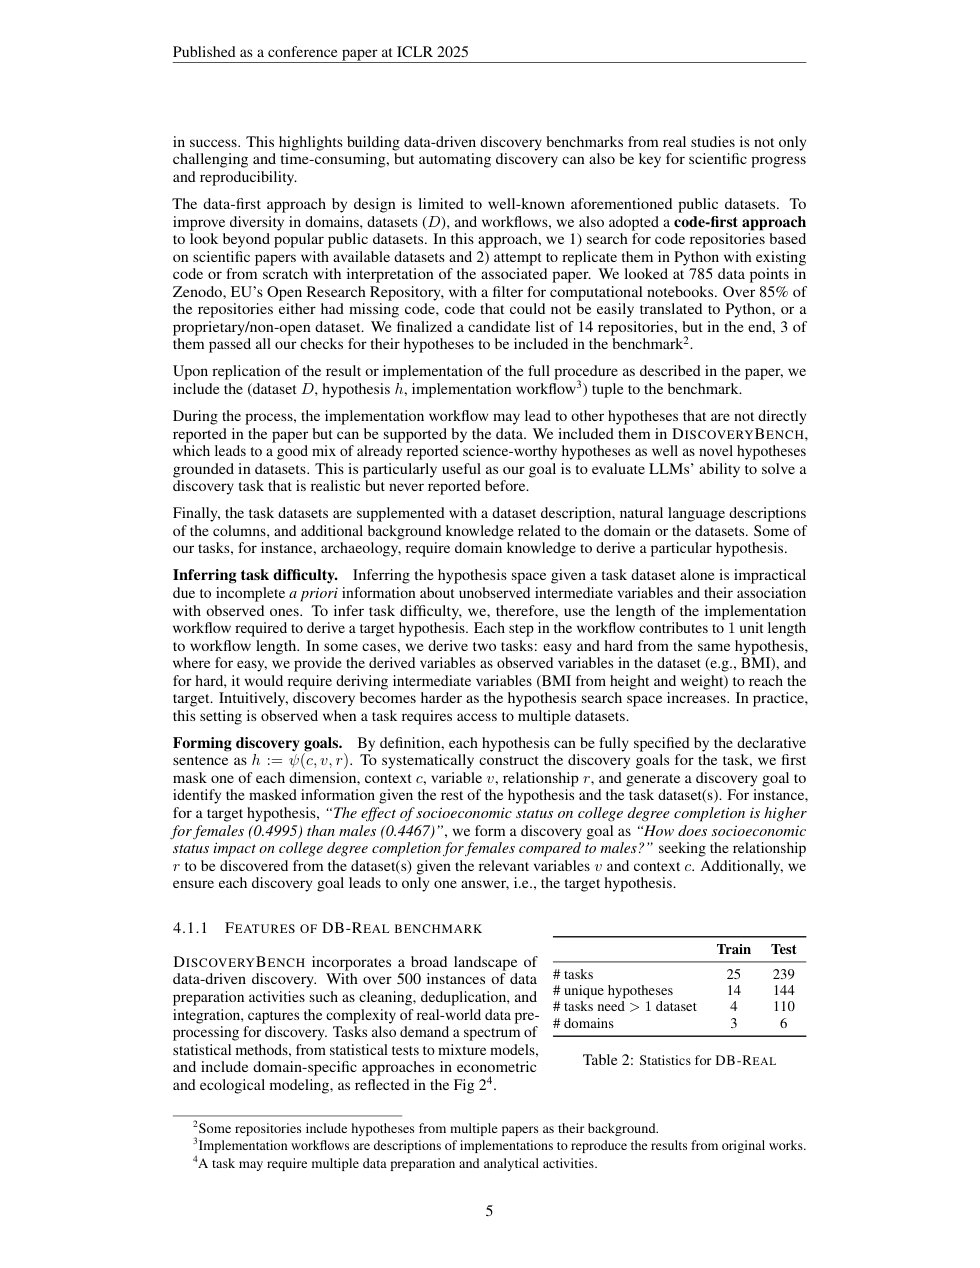 Published as a conference paper at ICLR 2025
in success. This highlights building data-driven discovery benchmarks from real studies is not only
challenging and time-consuming, but automating discovery can also be key for scientific progress
and reproducibility.
The data-first approach by design is limited to well-known aforementioned public datasets. To
improve diversity in domains, datasets (D), and workflows, we also adopted a code-first approach
to look beyond popular public datasets. In this approach, we 1) search for code repositories based
on scientific papers with available datasets and 2) attempt to replicate them in Python with existing
code or from scratch with interpretation of the associated paper. We looked at 785 data points in
Zenodo, EU's Open Research Repository, with a filter for computational notebooks. Over 85% of
the repositories either had missing code, code that could not be easily translated to Python, or a
proprietary/non-open dataset. We finalized a candidate list of 14 repositories, but in the end, 3 of
them passed all our checks for their hypotheses to be included in the benchmark².
Upon replication of the result or implementation of the full procedure as described in the paper, we
include the (dataset D, hypothesis h, implementation workflow³) tuple to the benchmark.
During the process, the implementation workflow may lead to other hypotheses that are not directly
reported in the paper but can be supported by the data. We included them in DISCOVERYBENCH,
which leads to a good mix of already reported science-worthy hypotheses as well as novel hypotheses
grounded in datasets. This is particularly useful as our goal is to evaluate LLMs' ability to solve a
discovery task that is realistic but never reported before.
Finally, the task datasets are supplemented with a dataset description, natural language descriptions
of the columns, and additional background knowledge related to the domain or the datasets. Some of
our tasks, for instance, archaeology, require domain knowledge to derive a particular hypothesis.
Inferring task difficulty. Inferring the hypothesis space given a task dataset alone is impractical
due to incomplete a priori information about unobserved intermediate variables and their association
with observed ones. To infer task difficulty, we, therefore, use the length of the implementation
workflow required to derive a target hypothesis. Each step in the workflow contributes to 1 unit length
to workflow length. In some cases, we derive two tasks: easy and hard from the same hypothesis,
where for easy, we provide the derived variables as observed variables in the dataset (e.g., BMI), and
for hard, it would require deriving intermediate variables (BMI from height and weight) to reach the
target. Intuitively, discovery becomes harder as the hypothesis search space increases. In practice,
this setting is observed when a task requires access to multiple datasets.
Forming discovery goals. By definition, each hypothesis can be fully specified by the declarative
sentence as h := ψ(c, v, r). To systematically construct the discovery goals for the task, we first
mask one of each dimension, context c, variable v, relationship r, and generate a discovery goal to
identify the masked information given the rest of the hypothesis and the task dataset(s). For instance,
for a target hypothesis, “The effect of socioeconomic status on college degree completion is higher
for females (0.4995) than males (0.4467)”, we form a discovery goal as “How does socioeconomic
status impact on college degree completion for females compared to males?” seeking the relationship
r to be discovered from the dataset(s) given the relevant variables v and context c. Additionally, we
ensure each discovery goal leads to only one answer, i.e., the target hypothesis.
4.1.1 FEATURES OF DB-REAL BENCHMARK
DISCOVERYBENCH incorporates a broad landscape of
data-driven discovery. With over 500 instances of data
preparation activities such as cleaning, deduplication, and
integration, captures the complexity of real-world data pre-
processing for discovery. Tasks also demand a spectrum of
statistical methods, from statistical tests to mixture models,
and include domain-specific approaches in econometric
and ecological modeling, as reflected in the Fig 2⁴.
Train Test
# tasks 25 239
# unique hypotheses 14 144
# tasks need > 1 dataset 4 110
# domains 3 6
Table 2: Statistics for DB-REAL
²Some repositories include hypotheses from multiple papers as their background.
³Implementation workflows are descriptions of implementations to reproduce the results from original works.
⁴A task may require multiple data preparation and analytical activities.
5